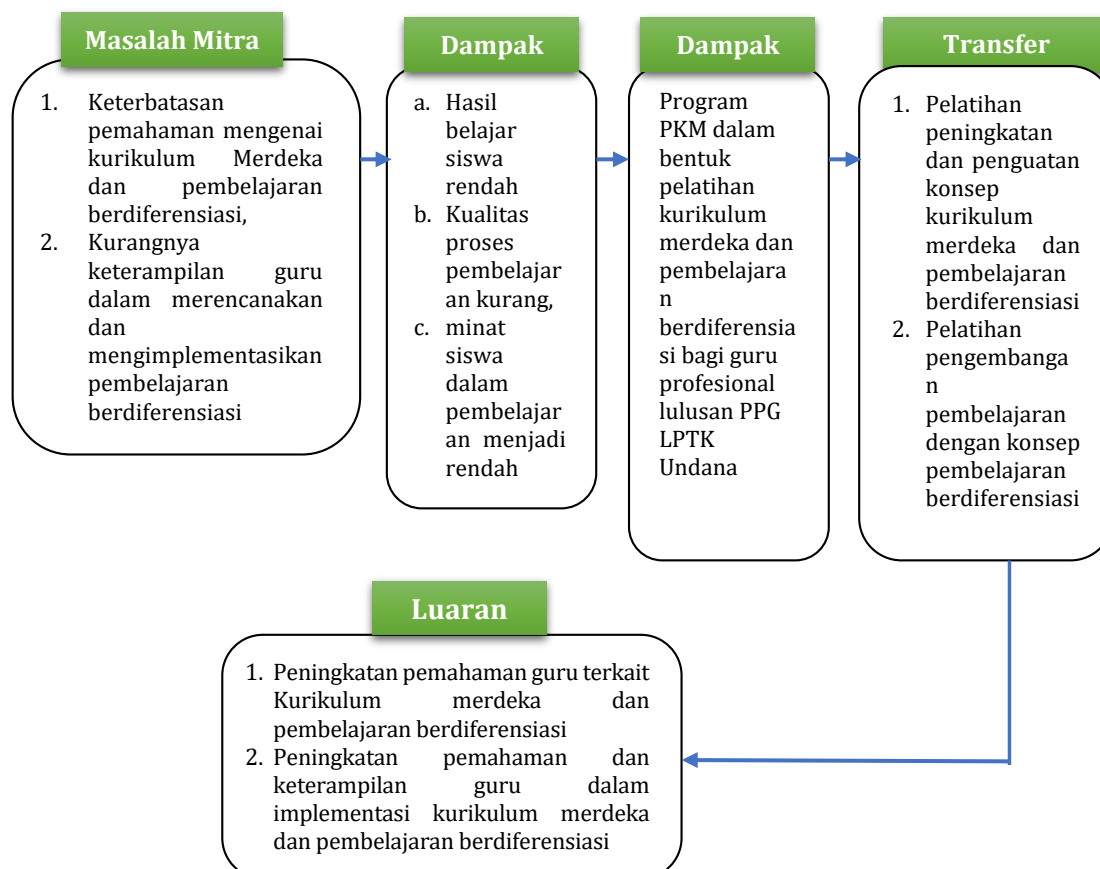 Masalah Mitra
1. Keterbatasan
pemahaman mengenai
kurikulum Merdeka
dan pembelajaran
berdiferensiasi,
2. Kurangnya
keterampilan guru
dalam merencanakan
dan
mengimplementasikan
pembelajaran
berdiferensiasi
Dampak
a. Hasil
belajar
siswa
rendah
b. Kualitas
proses
pembelajar
an kurang,
c. minat
siswa
dalam
pembelajar
an menjadi
rendah
Dampak
Program
PKM dalam
bentuk
pelatihan
kurikulum
merdeka dan
pembelajara
n
berdiferensia
si bagi guru
profesional
lulusan PPG
LPTK
Undana
Transfer
1. Pelatihan
peningkatan
dan penguatan
konsep
kurikulum
merdeka dan
pembelajaran
berdiferensiasi
2. Pelatihan
pengembanga
n
pembelajaran
dengan konsep
pembelajaran
berdiferensiasi
Luaran
1. Peningkatan pemahaman guru terkait
Kurikulum merdeka dan
pembelajaran berdiferensiasi
2. Peningkatan pemahaman dan
keterampilan guru dalam
implementasi kurikulum merdeka
dan pembelajaran berdiferensiasi